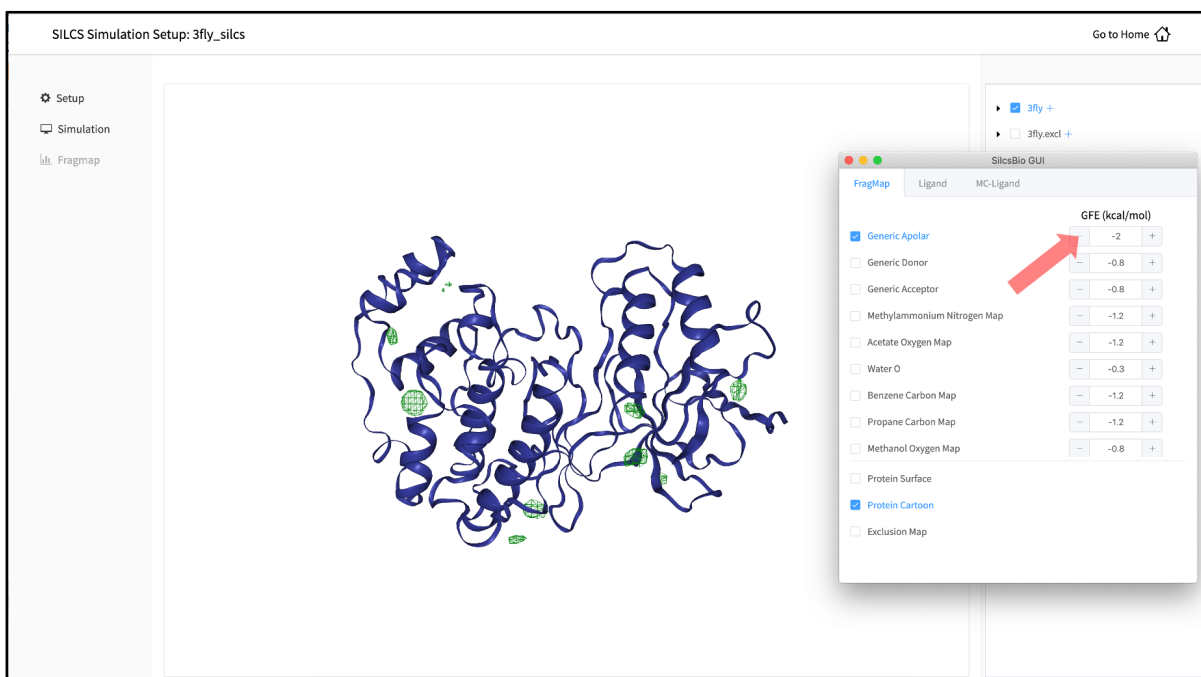 SILCS Simulation Setup: 3fly_silcs
Go to Home
Setup
Simulation
Fragmap
3fly +
3fly.excl +
SilcsBio GUI
FragMap Ligand MC-Ligand
GFE (kcal/mol)
Generic Apolar − -2 +
Generic Donor − -0.8 +
Generic Acceptor − -0.8 +
Methylammonium Nitrogen Map − -1.2 +
Acetate Oxygen Map − -1.2 +
Water O − -0.3 +
Benzene Carbon Map − -1.2 +
Propane Carbon Map − -1.2 +
Methanol Oxygen Map − -0.8 +
Protein Surface
Protein Cartoon
Exclusion Map